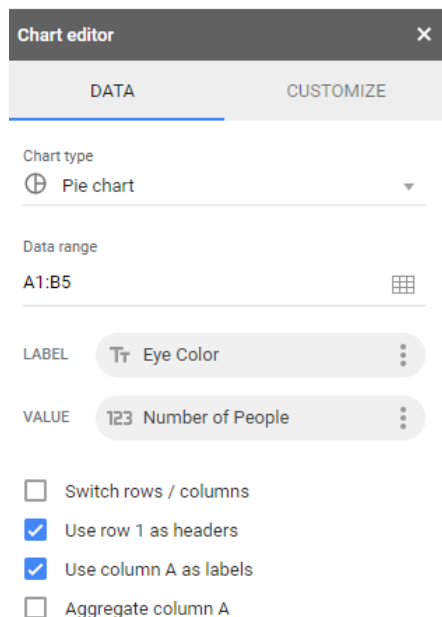 Chart editor
DATA CUSTOMIZE
Chart type
Pie chart
Data range
A1:B5
LABEL Tт Eye Color
VALUE 123 Number of People
Switch rows / columns
Use row 1 as headers
Use column A as labels
Aggregate column A